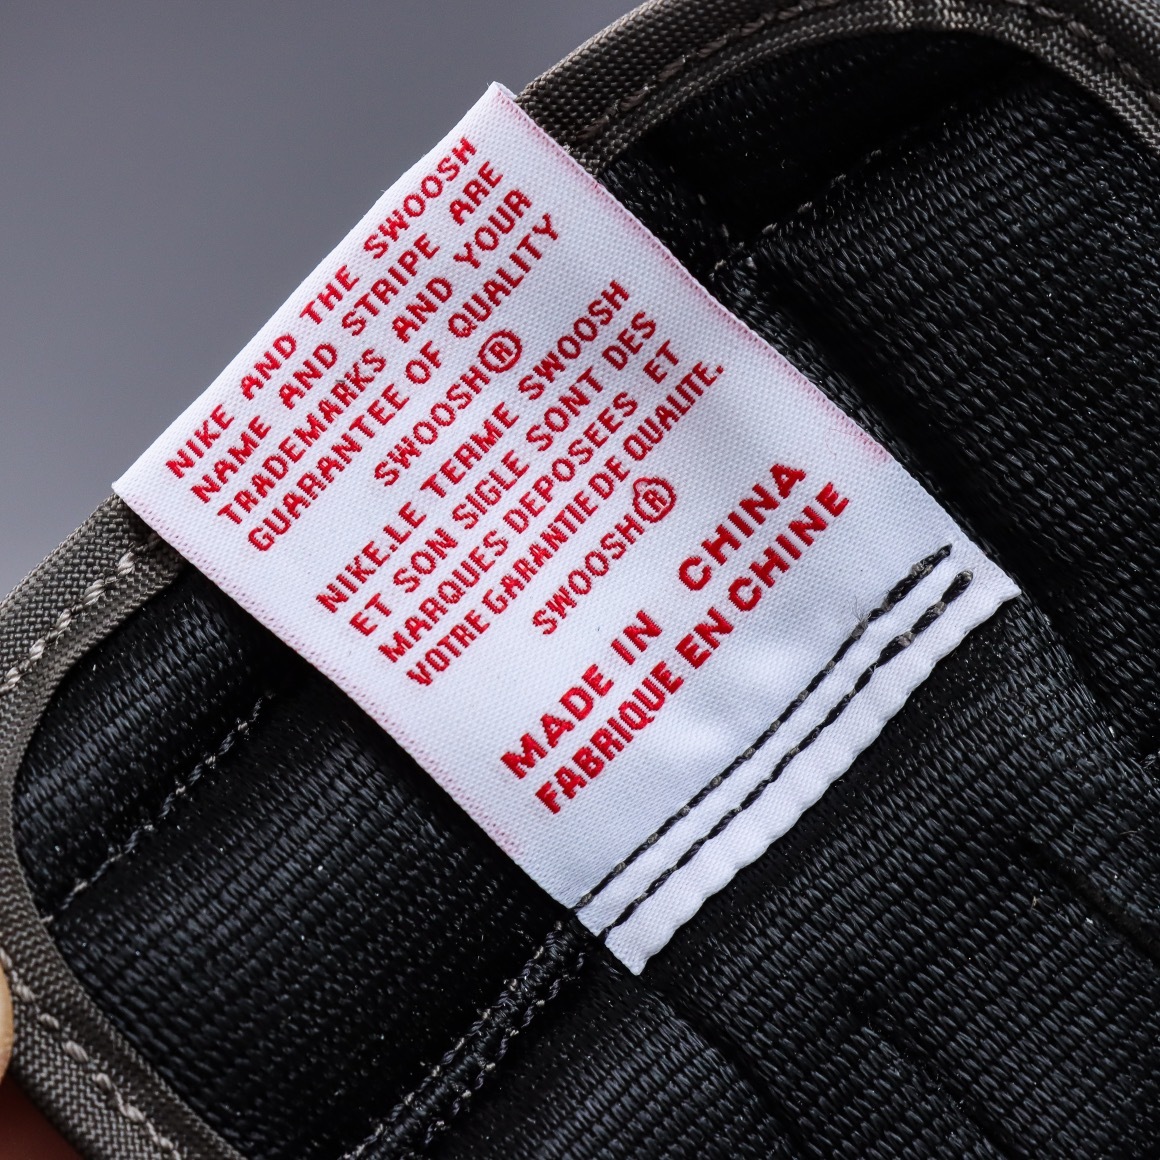 NIKE AND THE SWOOSH
NAME AND STRIPE ARE
TRADEMARKS AND YOUR
GUARANTEE OF QUALITY
SWOOSH®
NIKE.LE TERME SWOOSH
ET SON SIGLE SONT DES
MARQUES DEPOSEES ET
VOTRE GARANTIE DE QUALITE.
SWOOSH®
MADE IN CHINA
FABRIQUE EN CHINE